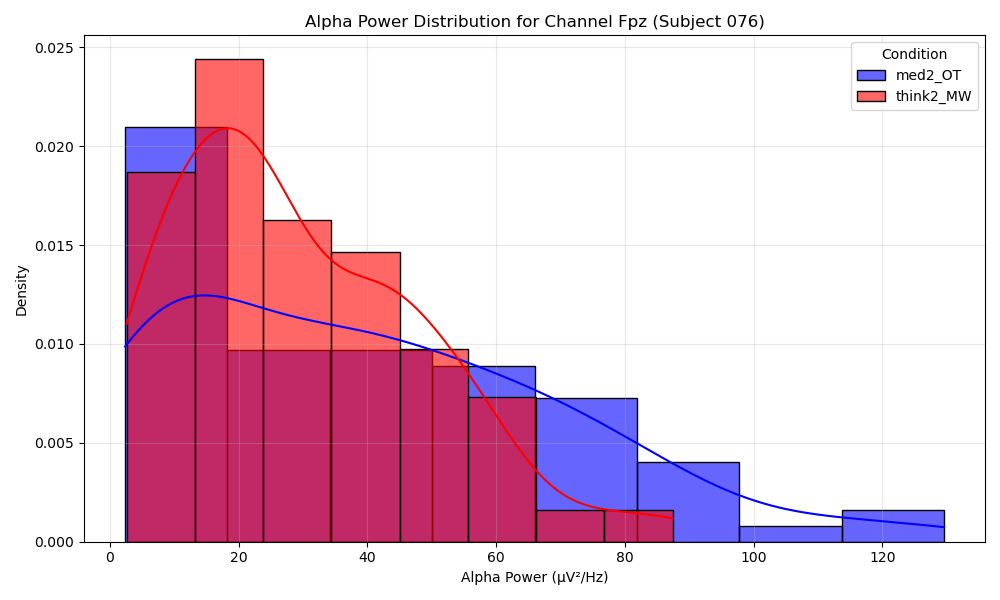 Alpha Power Distribution for Channel Fpz (Subject 076)
Condition
med2_OT
think2_MW
0.025
0.020
0.015
0.010
0.005
0.000
Density
0 20 40 60 80 100 120
Alpha Power (μV²/Hz)